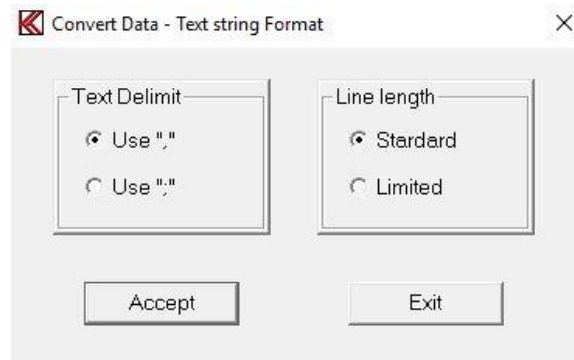 Convert Data - Text string Format
Text Delimit
Use ","
Use ";"
Line length
Stardard
Limited
Accept
Exit